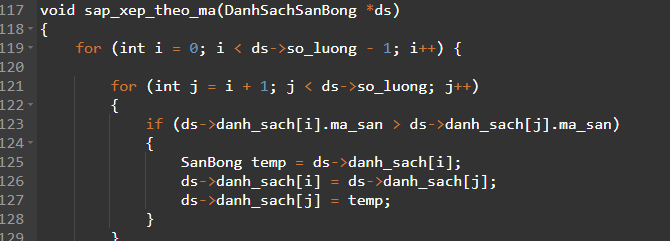 117 void sap_xep_theo_ma(DanhSachSanBong *ds)
118 {
119     for (int i = 0; i < ds->so_luong - 1; i++) {
120
121         for (int j = i + 1; j < ds->so_luong; j++)
122         {
123             if (ds->danh_sach[i].ma_san > ds->danh_sach[j].ma_san)
124             {
125                 SanBong temp = ds->danh_sach[i];
126                 ds->danh_sach[i] = ds->danh_sach[j];
127                 ds->danh_sach[j] = temp;
128             }
129         }